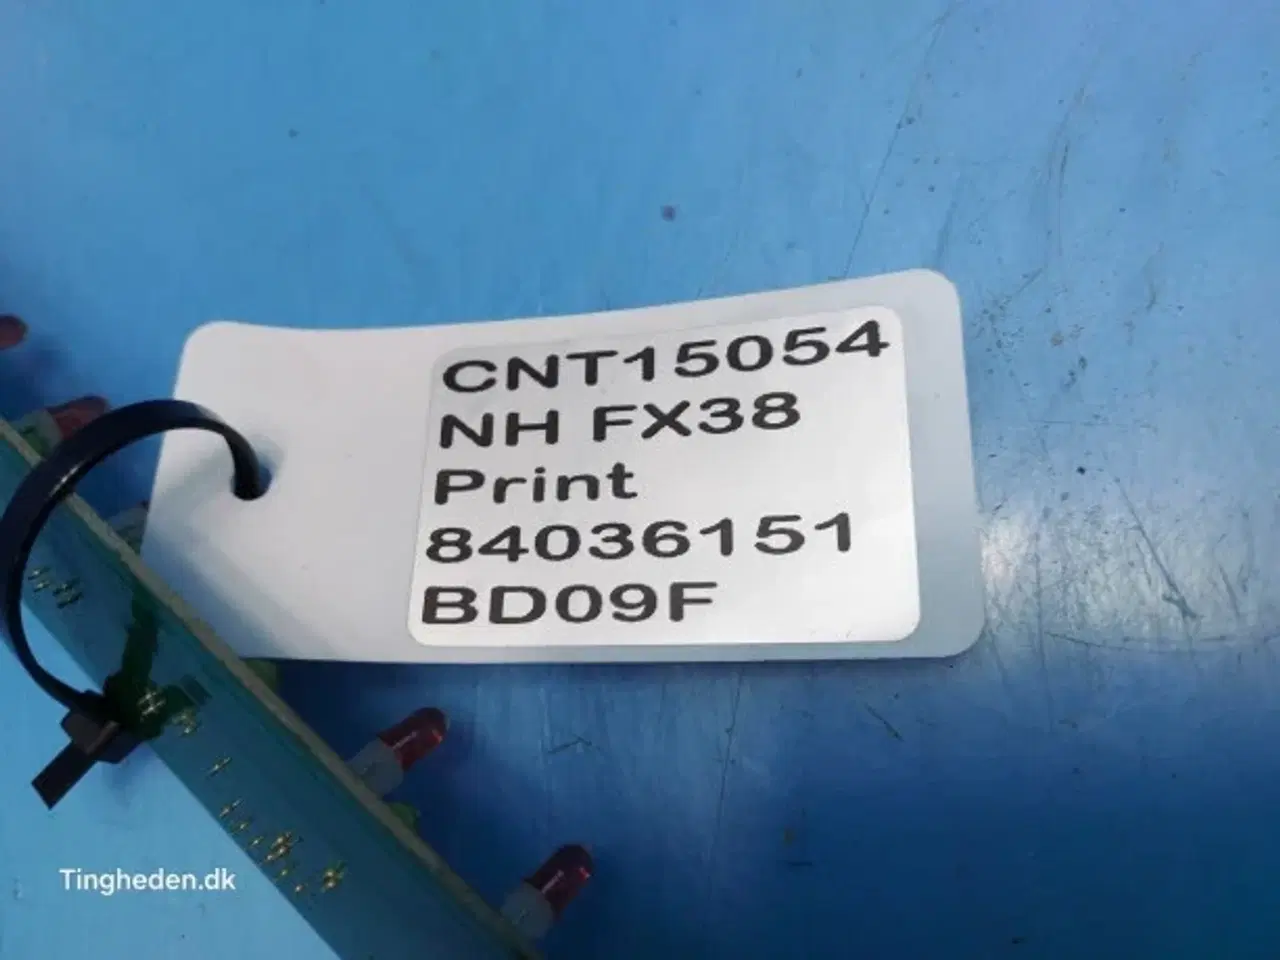 CNT15054
NH FX38
Print
84036151
BD09F
Tingheden.dk